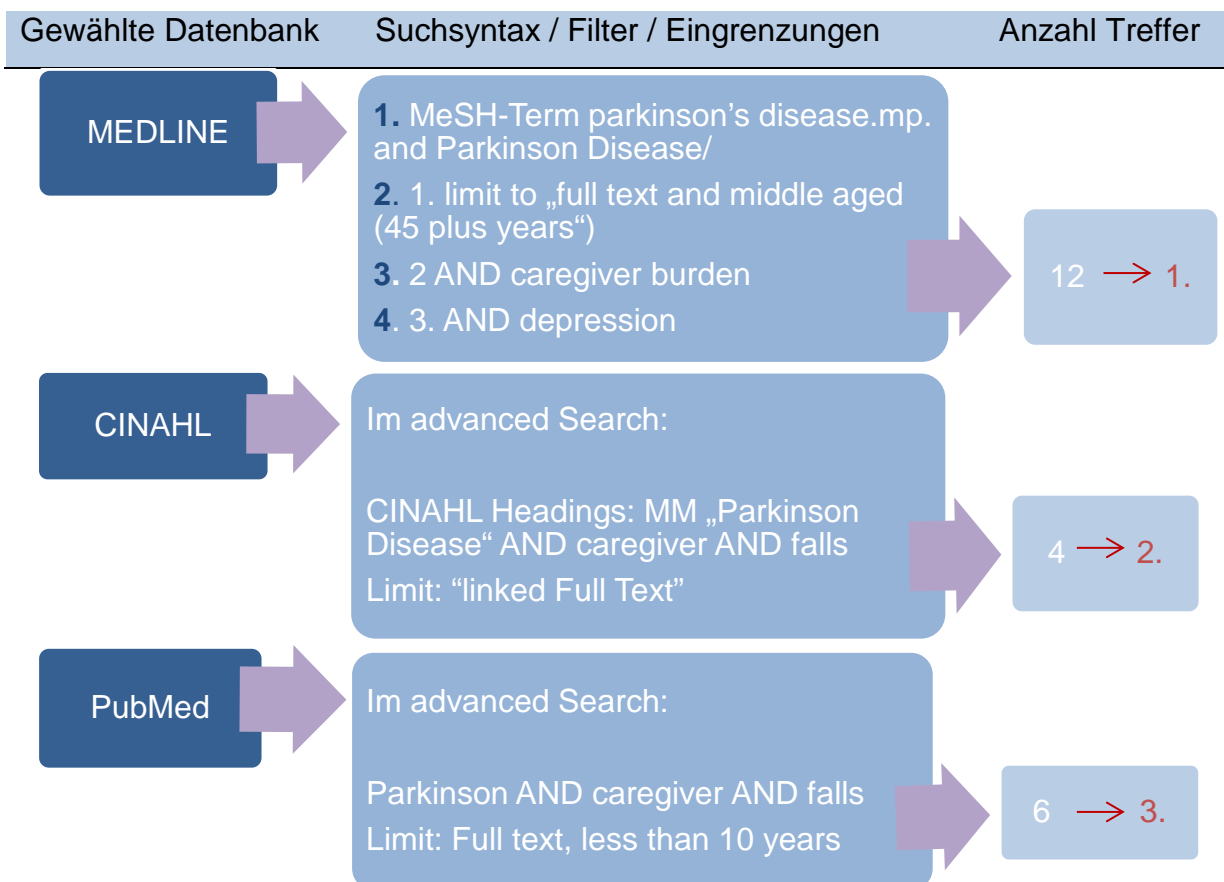 Gewählte Datenbank Suchsyntax / Filter / Eingrenzungen Anzahl Treffer
MEDLINE
1. MeSH-Term parkinson’s disease.mp.
and Parkinson Disease/
2. 1. limit to „full text and middle aged
(45 plus years“)
3. 2 AND caregiver burden
4. 3. AND depression
12 → 1.
CINAHL
Im advanced Search:
CINAHL Headings: MM „Parkinson
Disease“ AND caregiver AND falls
Limit: “linked Full Text”
4 → 2.
PubMed
Im advanced Search:
Parkinson AND caregiver AND falls
Limit: Full text, less than 10 years
6 → 3.